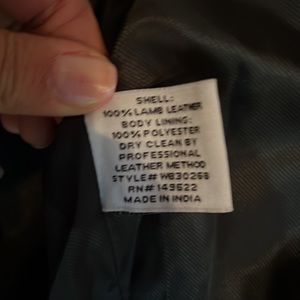 SHELL:
100% LAMB LEATHER
BODY LINING:
100% POLYESTER
DRY CLEAN BY
PROFESSIONAL
LEATHER METHOD
STYLE# WB30268
RN# 149622
MADE IN INDIA